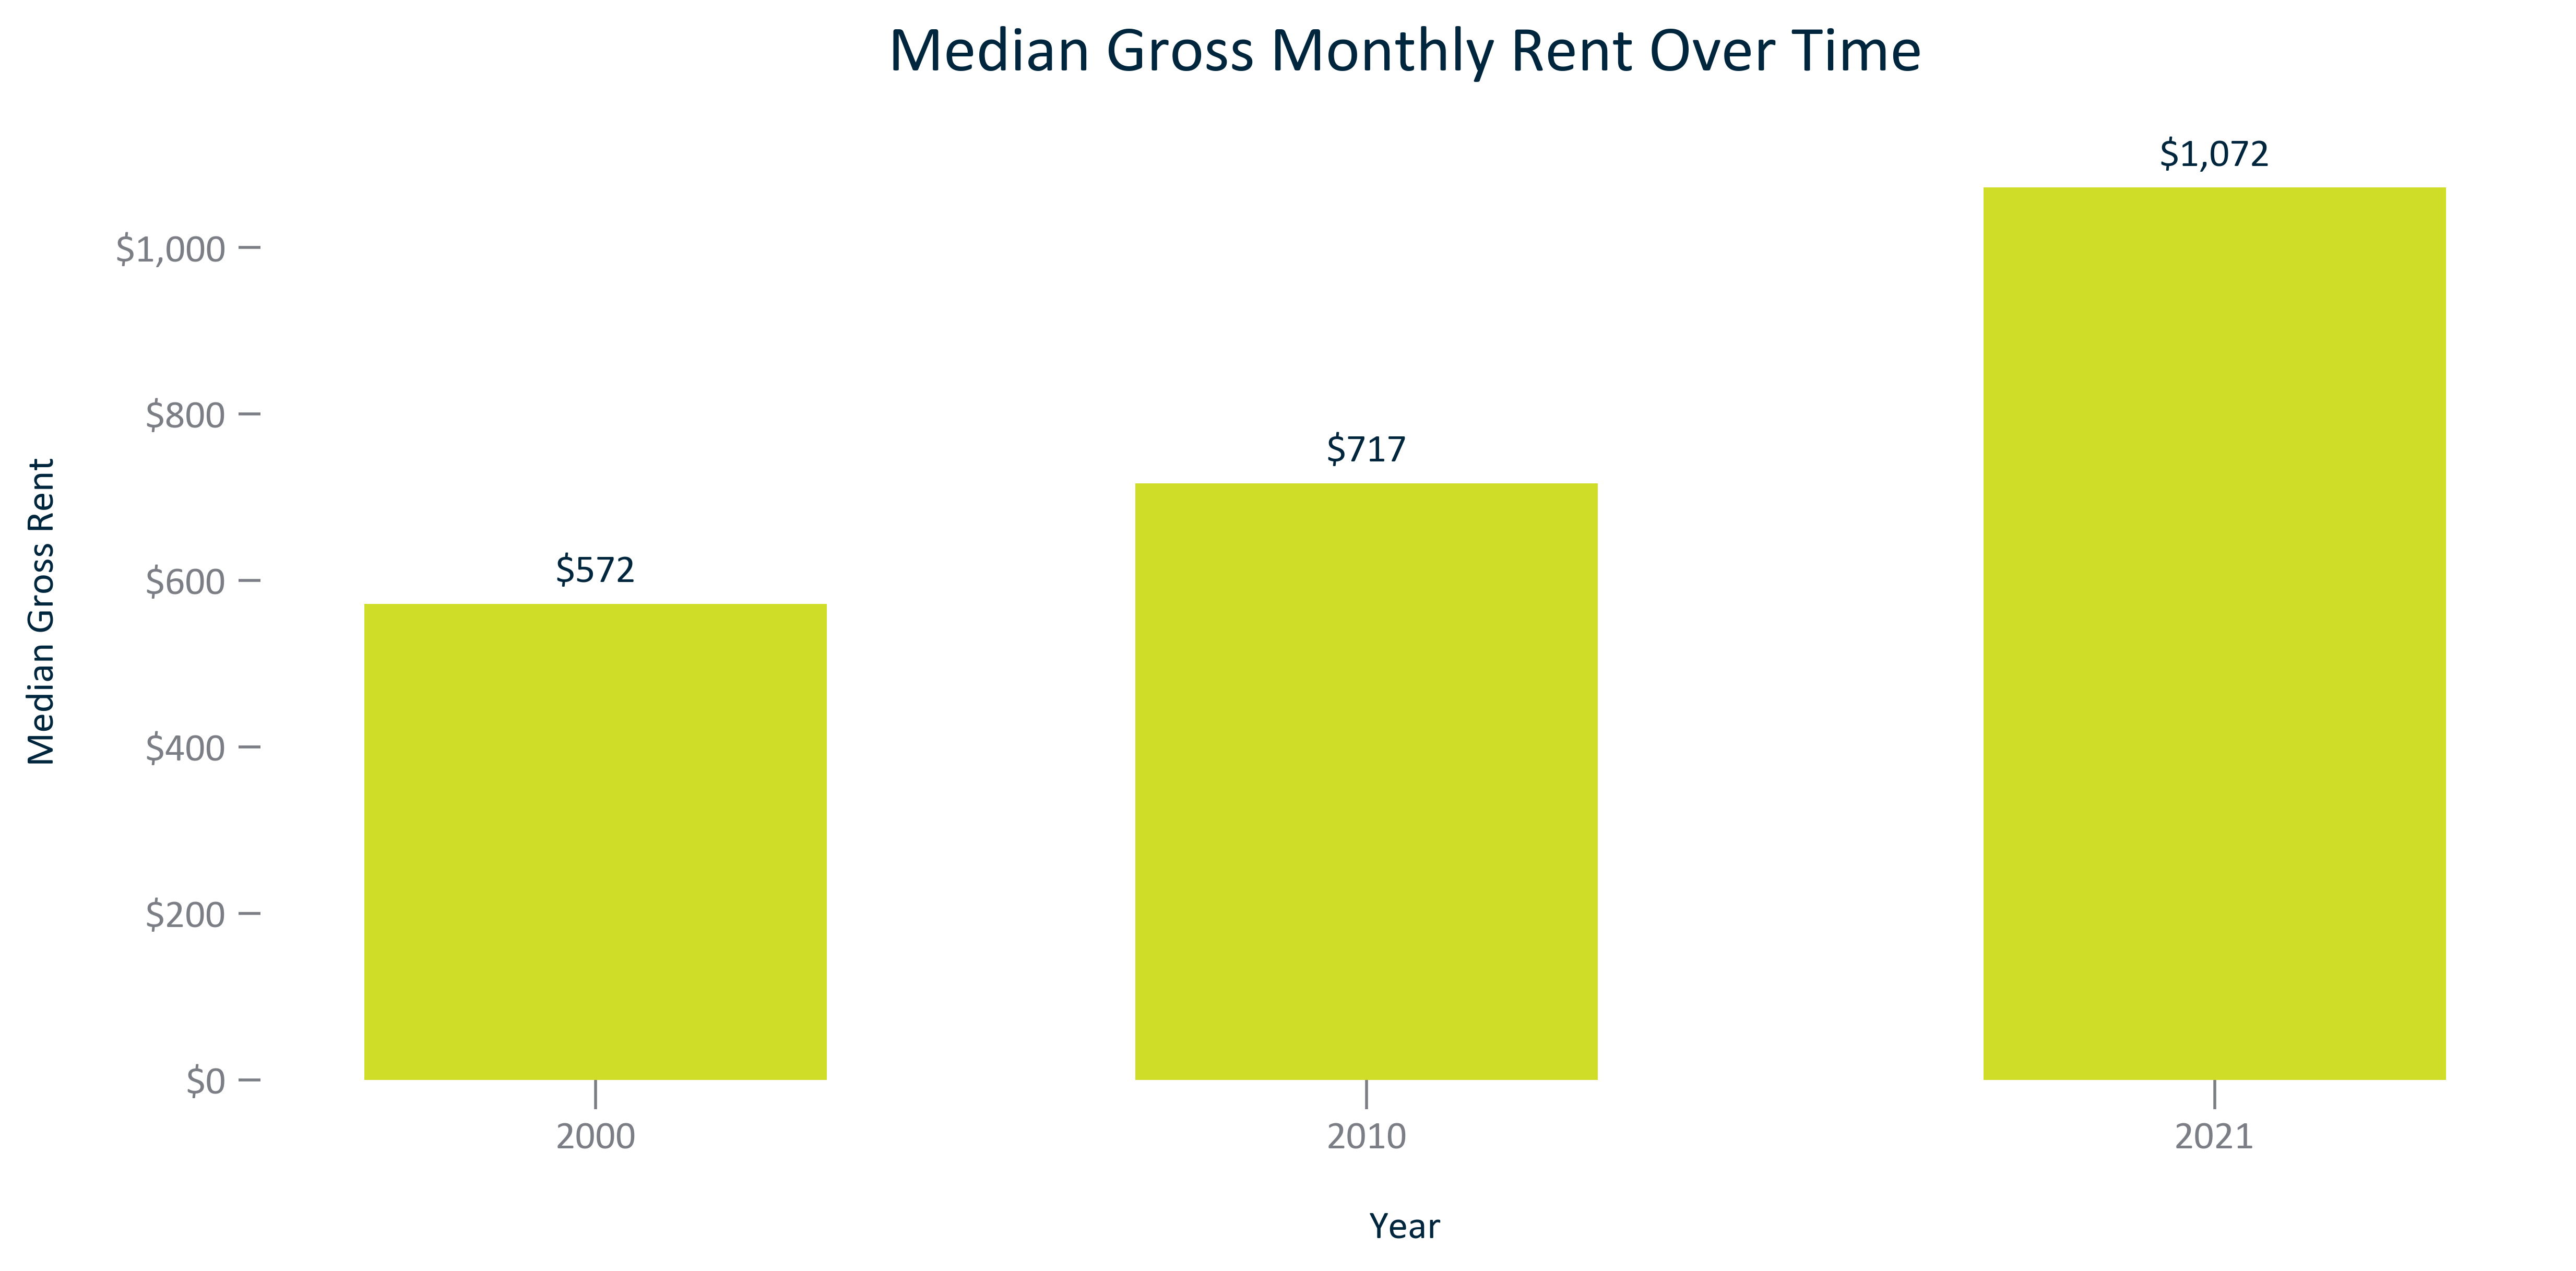 Median Gross Monthly Rent Over Time
$1,072
$1,000
$800
$717
$600
$572
Median Gross Rent
$400
$200
$0
2000 2010 2021
Year